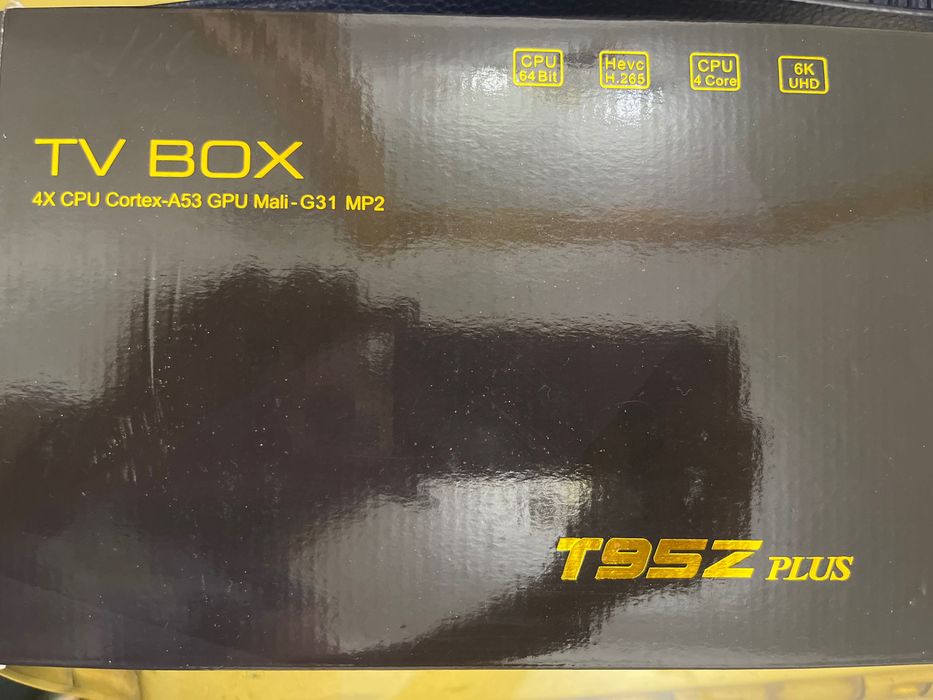 CPU
64 Bit
Hevc
H.265
CPU
4 Core
6K
UHD
TV BOX
4X CPU Cortex-A53 GPU Mali-G31 MP2
T95Z PLUS